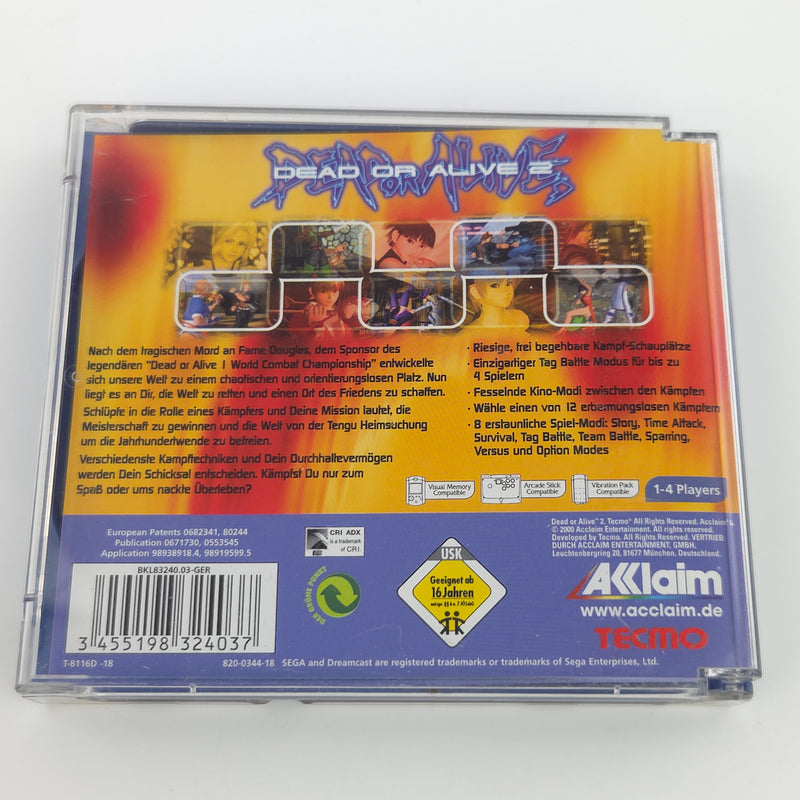 DEAD OR ALIVE 2
Nach dem tragischen Mord an Fame Douglas, dem Sponsor des
legendären "Dead or Alive 1 World Combat Championship" entwickelte
sich unsere Welt zu einem chaotischen und orientierungslosen Platz. Nun
liegt es an Dir, die Welt zu retten und einen Ort des Friedens zu schaffen.
Schlüpfe in die Rolle eines Kämpfers und Deine Mission lautet, die
Meisterschaft zu gewinnen und die Welt von der Tengu Heimsuchung
um die Jahrhundertwende zu befreien.
Verschiedenste Kampftechniken und Dein Durchhaltevermögen
werden Dein Schicksal entscheiden. Kämpfst Du nur zum
Spaß oder ums nackte Überleben?
· Riesige, frei begehbare Kampf-Schauplätze
· Einzigartiger Tag Battle Modus für bis zu
4 Spielern
· Fesselnde Kino-Modi zwischen den Kämpfen
· Wähle einen von 12 erbarmungslosen Kämpfern
· 8 erstaunliche Spiel-Modi: Story, Time Attack,
Survival, Tag Battle, Team Battle, Sparring,
Versus und Option Modes
Visual Memory
Compatible
Arcade Stick
Compatible
Vibration Pack
Compatible
1-4 Players
European Patents 0682341, 80244
Publication 0671730, 0553545
Application 98938918.4, 98919599.5
CRI ADX
is a trademark
of CRI.
Dead or Alive™ 2. Tecmo® All Rights Reserved. Acclaim®
© 2000 Acclaim Entertainment. All Rights Reserved.
Developed by Tecmo. All Rights Reserved. VERTRIEB
DURCH ACCLAIM ENTERTAINMENT, GMBH,
Leuchtenbergring 20, 81677 München, Deutschland.
BKL83240.03-GER
3 455198 324037
DER GRÜNE PUNKT
USK
Geeignet ab
16 Jahren
AKKlaim
www.acclaim.de
TECMO
T-8116D -18
820-0344-18
SEGA and Dreamcast are registered trademarks or trademarks of Sega Enterprises, Ltd.